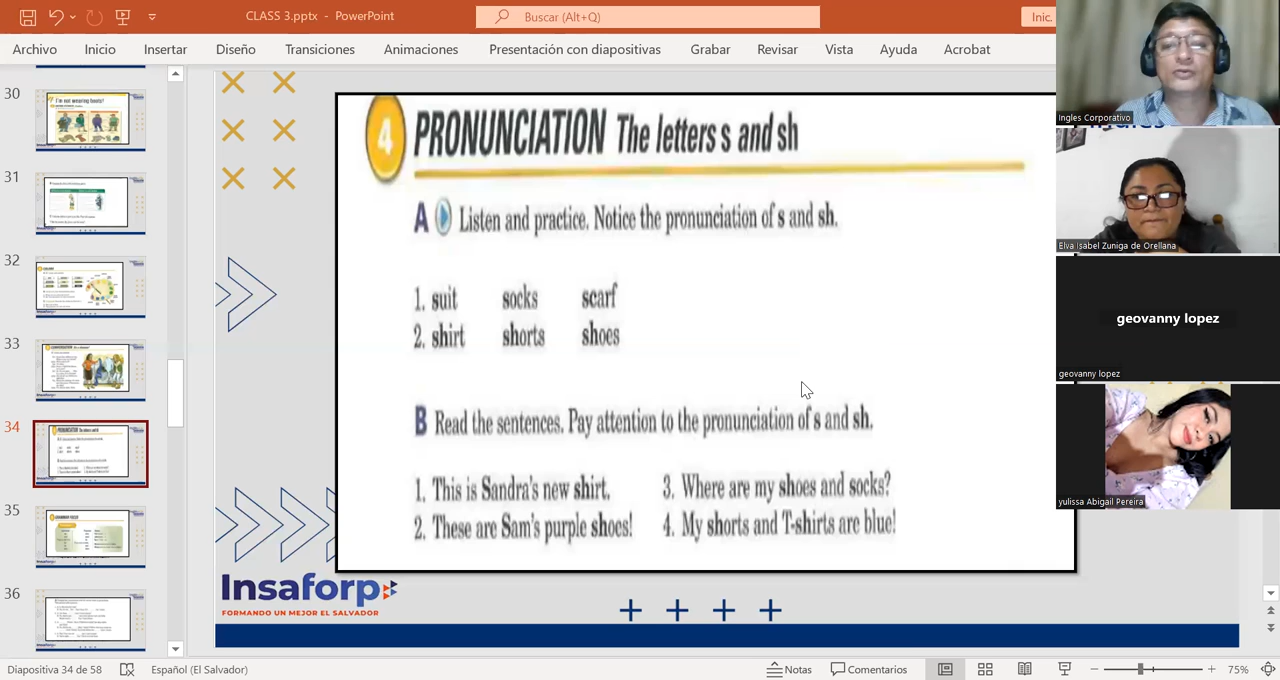 CLASS 3.pptx - PowerPoint
Buscar (Alt+Q)
Inic.
Archivo Inicio Insertar Diseño Transiciones Animaciones Presentación con diapositivas Grabar Revisar Vista Ayuda Acrobat
30
I'm not wearing boots!
31
32
33
34
35
36
4 PRONUNCIATION The letters s and sh
A Listen and practice. Notice the pronunciation of s and sh.
1. suit socks scarf
2. shirt shorts shoes
B Read the sentences. Pay attention to the pronunciation of s and sh.
1. This is Sandra's new shirt.
2. These are Sam's purple shoes!
3. Where are my shoes and socks?
4. My shorts and T-shirts are blue!
Insaforp
FORMANDO UN MEJOR EL SALVADOR
Ingles Corporativo
Elva Isabel Zuniga de Orellana
geovanny lopez
geovanny lopez
yulissa Abigail Pereira
Diapositiva 34 de 58 Español (El Salvador) Notas Comentarios 75%